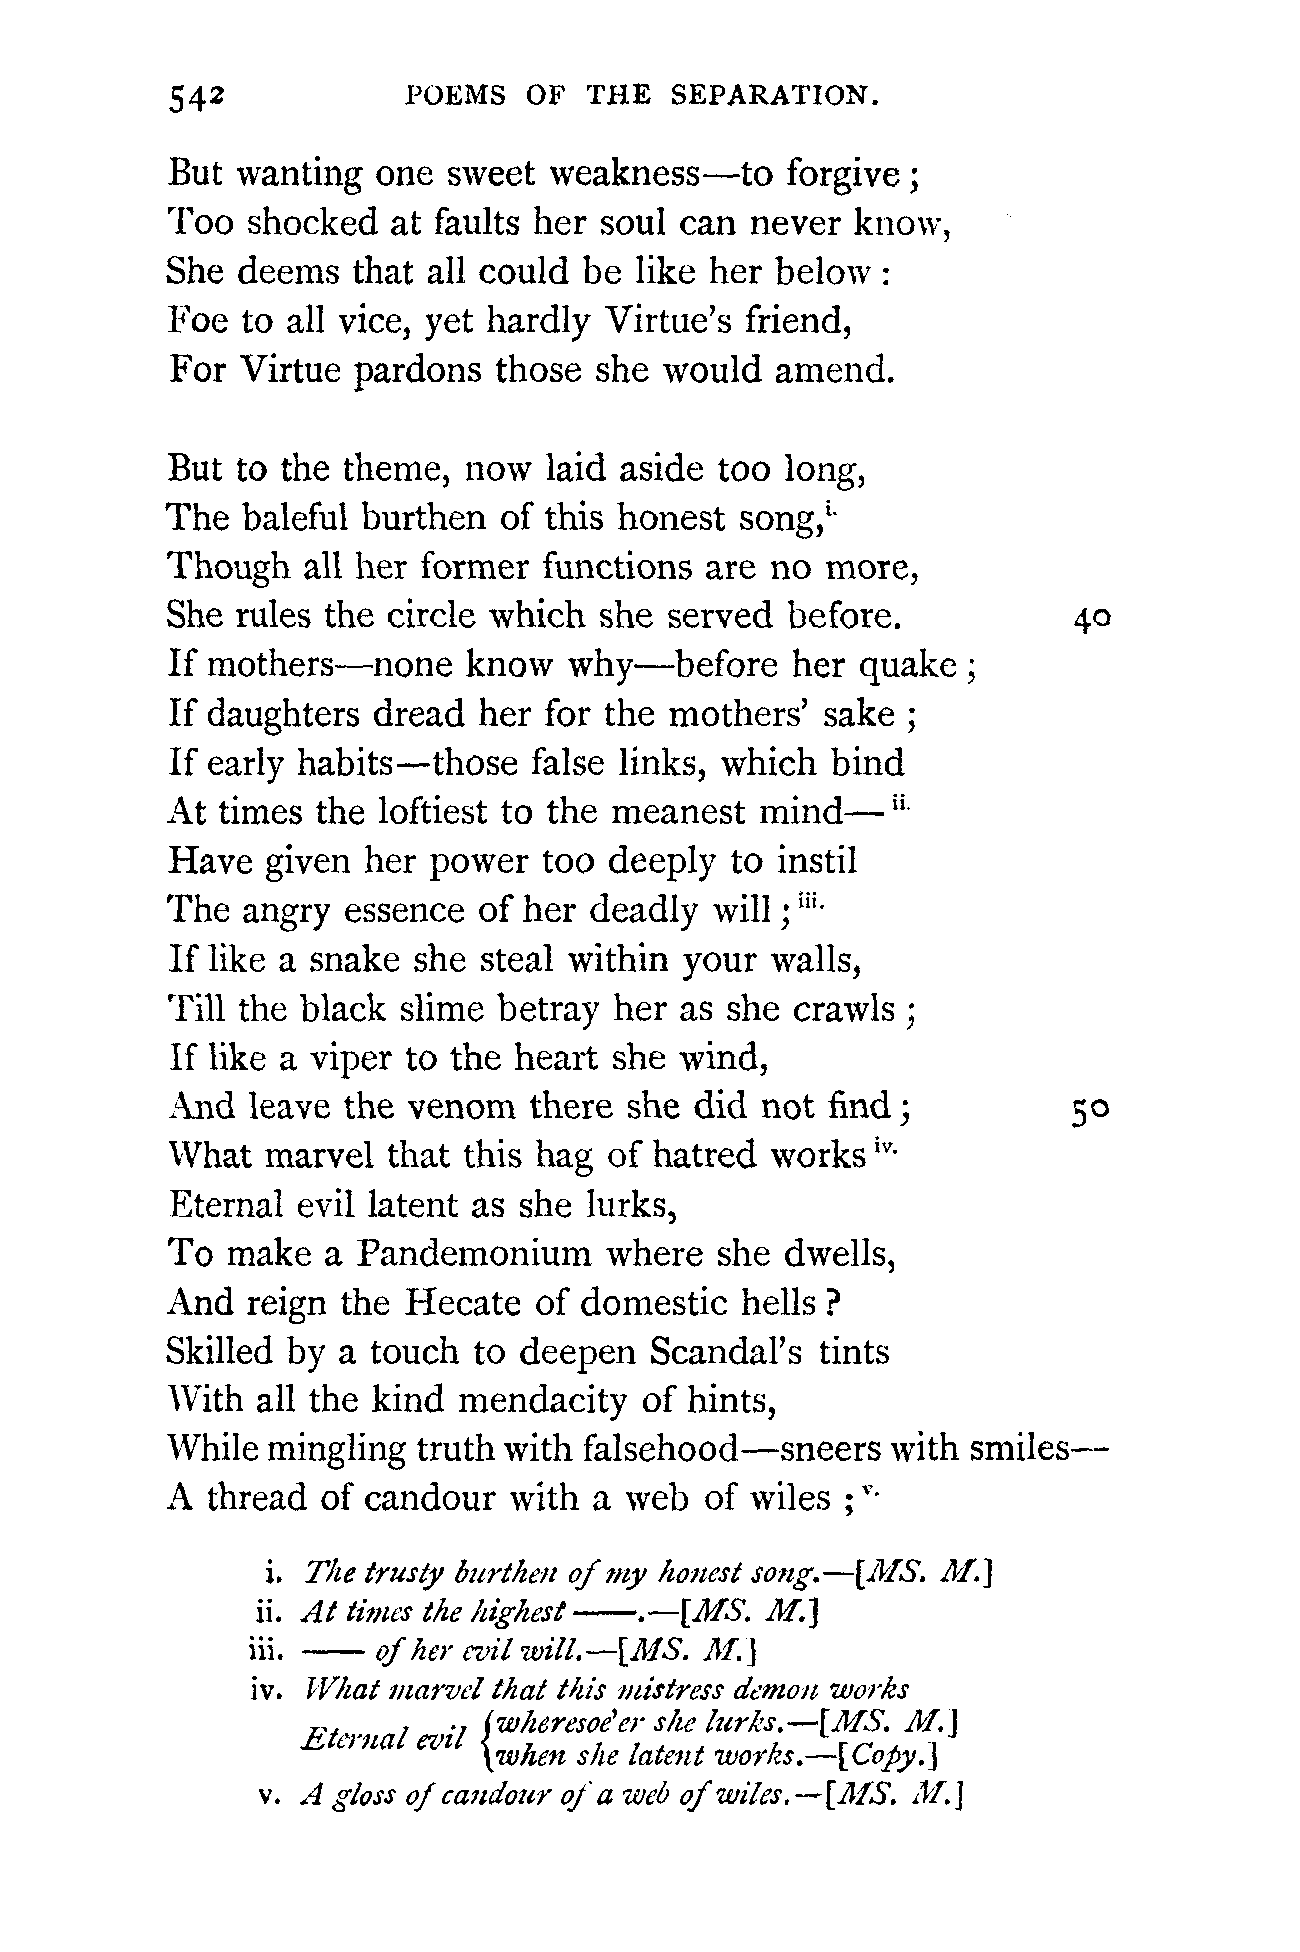 542 POEMS OF THE SEPARATION.
But wanting one sweet weakness—to forgive ;
Too shocked at faults her soul can never know,
She deems that all could be like her below :
Foe to all vice, yet hardly Virtue's friend,
For Virtue pardons those she would amend.
But to the theme, now laid aside too long,
The baleful burthen of this honest song,i.
Though all her former functions are no more,
She rules the circle which she served before. 40
If mothers—none know why—before her quake ;
If daughters dread her for the mothers' sake ;
If early habits—those false links, which bind
At times the loftiest to the meanest mind—ii.
Have given her power too deeply to instil
The angry essence of her deadly will ; iii.
If like a snake she steal within your walls,
Till the black slime betray her as she crawls ;
If like a viper to the heart she wind,
And leave the venom there she did not find ; 50
What marvel that this hag of hatred works iv.
Eternal evil latent as she lurks,
To make a Pandemonium where she dwells,
And reign the Hecate of domestic hells ?
Skilled by a touch to deepen Scandal's tints
With all the kind mendacity of hints,
While mingling truth with falsehood—sneers with smiles—
A thread of candour with a web of wiles ; v.
i. The trusty burthen of my honest song.—[MS. M.]
ii. At times the highest ——.—[MS. M.]
iii. —— of her evil will.—[MS. M.]
iv. What marvel that this mistress demon works
Eternal evil {wheresoe'er she lurks.—[MS. M.]
{when she latent works.—[Copy.]
v. A gloss of candour of a web of wiles.—[MS. M.]